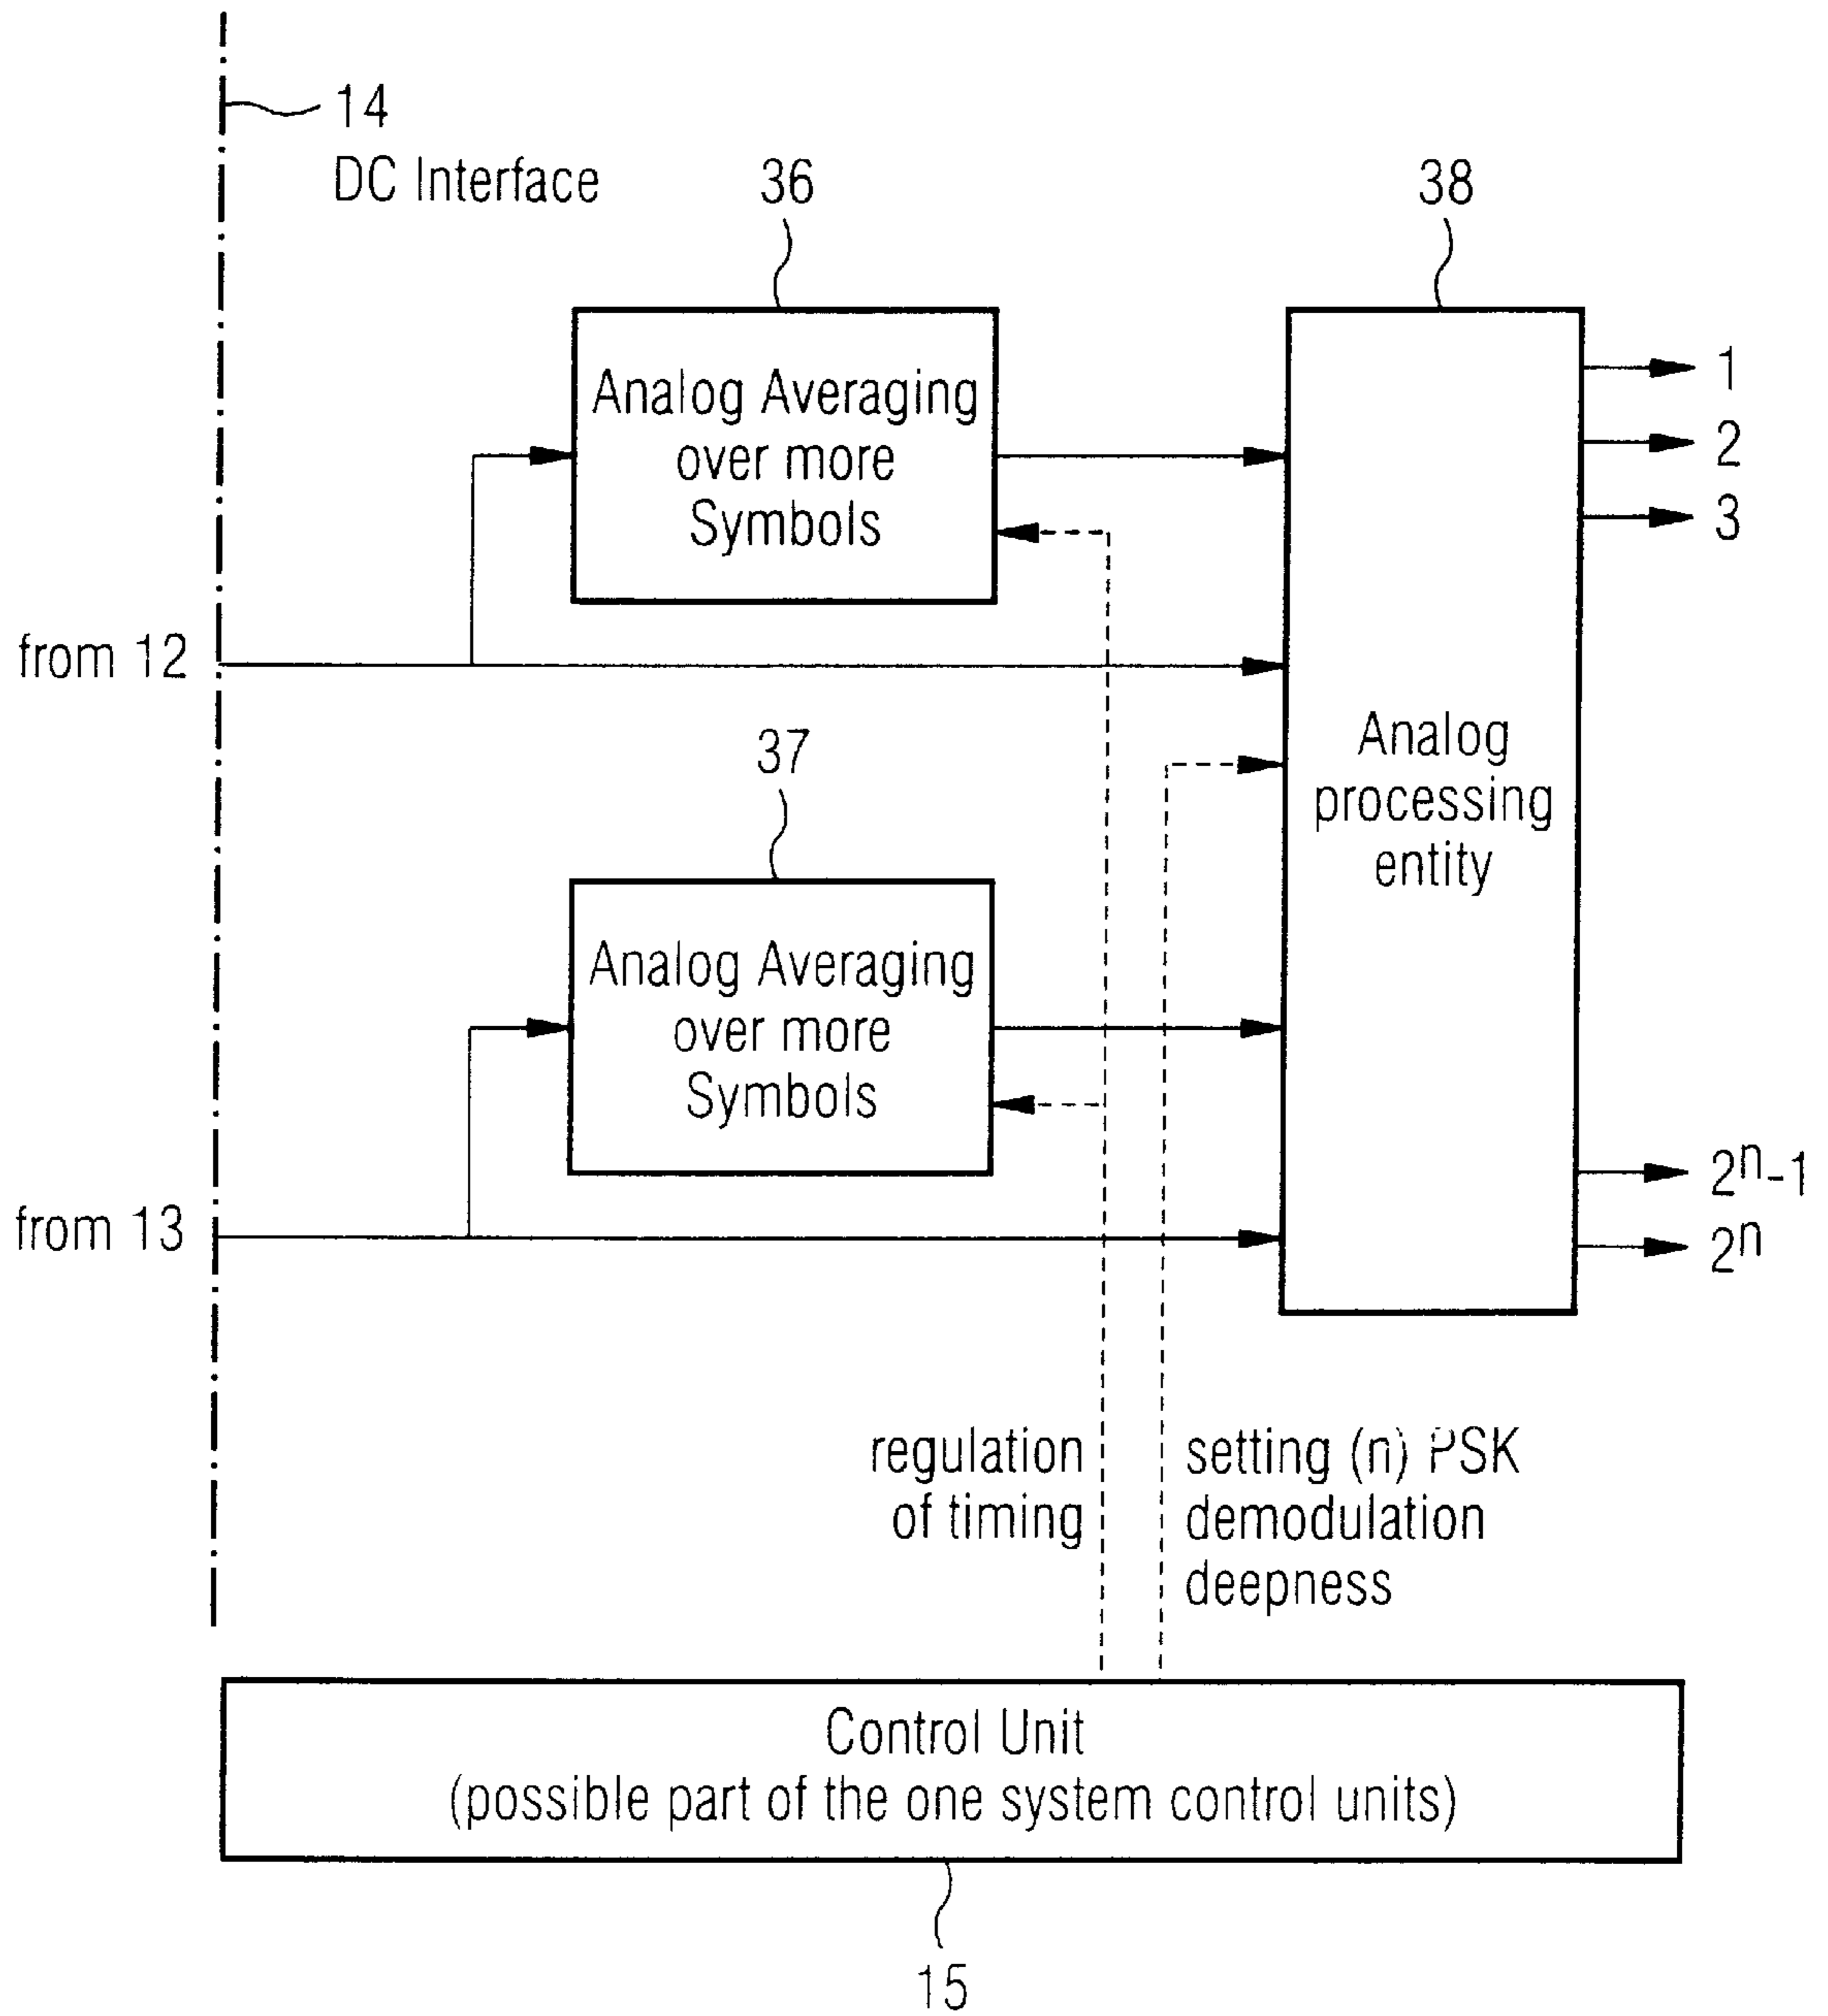 14
DC Interface
36
38
Analog Averaging
over more
Symbols
1
2
3
from 12
37
Analog
processing
entity
Analog Averaging
over more
Symbols
from 13
2ⁿ-1
2ⁿ
regulation
of timing
setting (n) PSK
demodulation
deepness
Control Unit
(possible part of the one system control units)
15